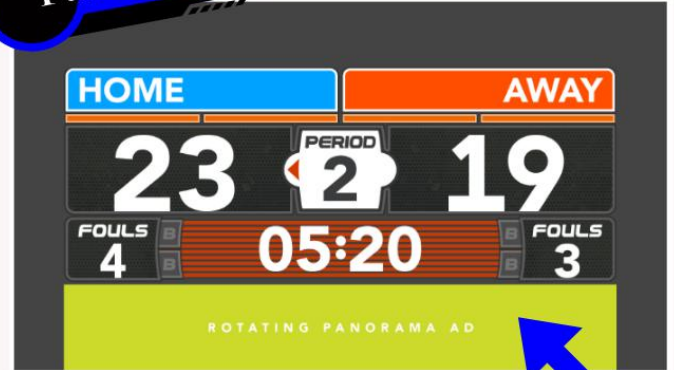 HOME AWAY
PERIOD
23 2 19
FOULS B 05:20 B FOULS
4 B B 3
ROTATING PANORAMA AD